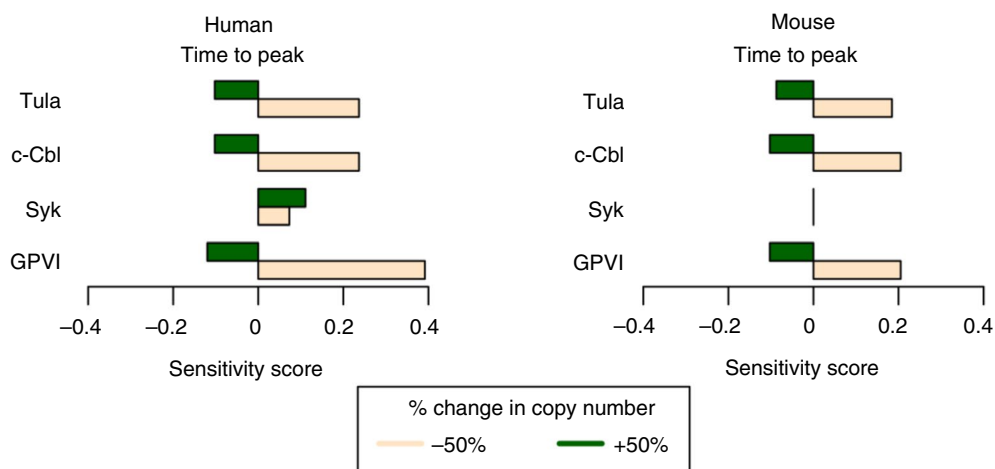 Human
Time to peak
Tula
c-Cbl
Syk
GPVI
–0.4 –0.2 0 0.2 0.4
Sensitivity score
Mouse
Time to peak
Tula
c-Cbl
Syk
GPVI
–0.4 –0.2 0 0.2 0.4
Sensitivity score
% change in copy number
–50% +50%